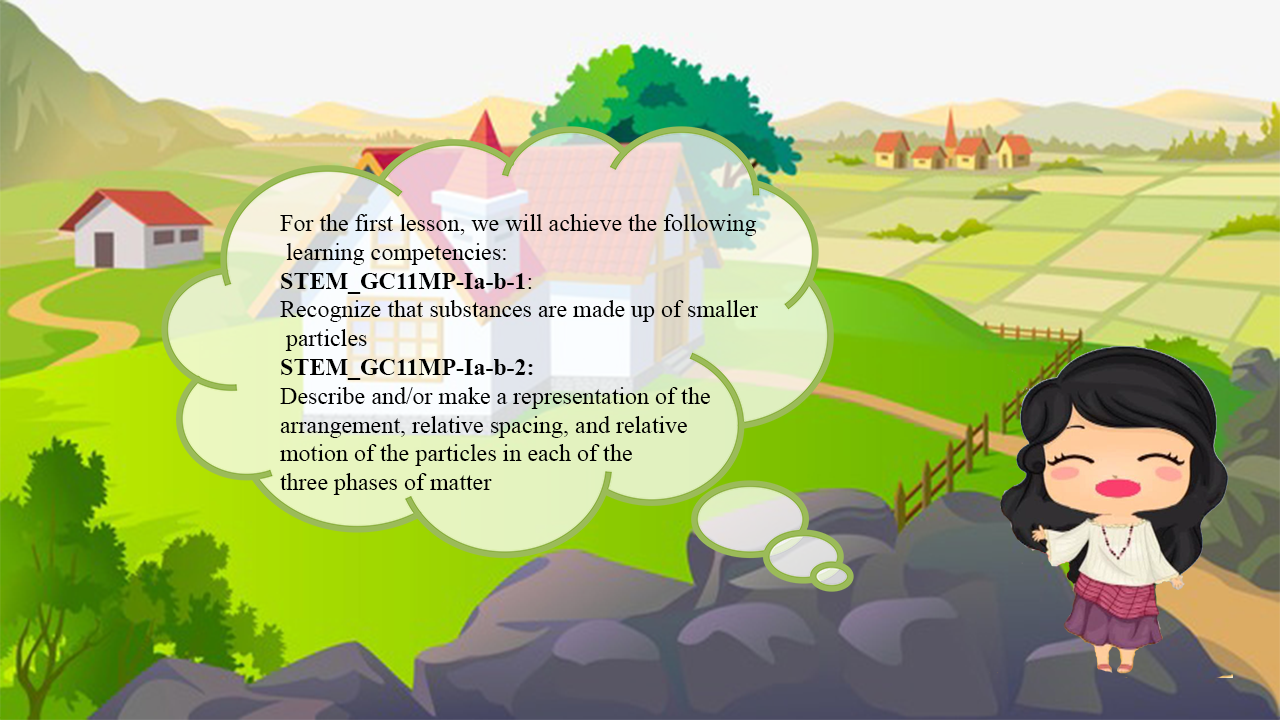 For the first lesson, we will achieve the following
learning competencies:
STEM_GC11MP-Ia-b-1:
Recognize that substances are made up of smaller
particles
STEM_GC11MP-Ia-b-2:
Describe and/or make a representation of the
arrangement, relative spacing, and relative
motion of the particles in each of the
three phases of matter